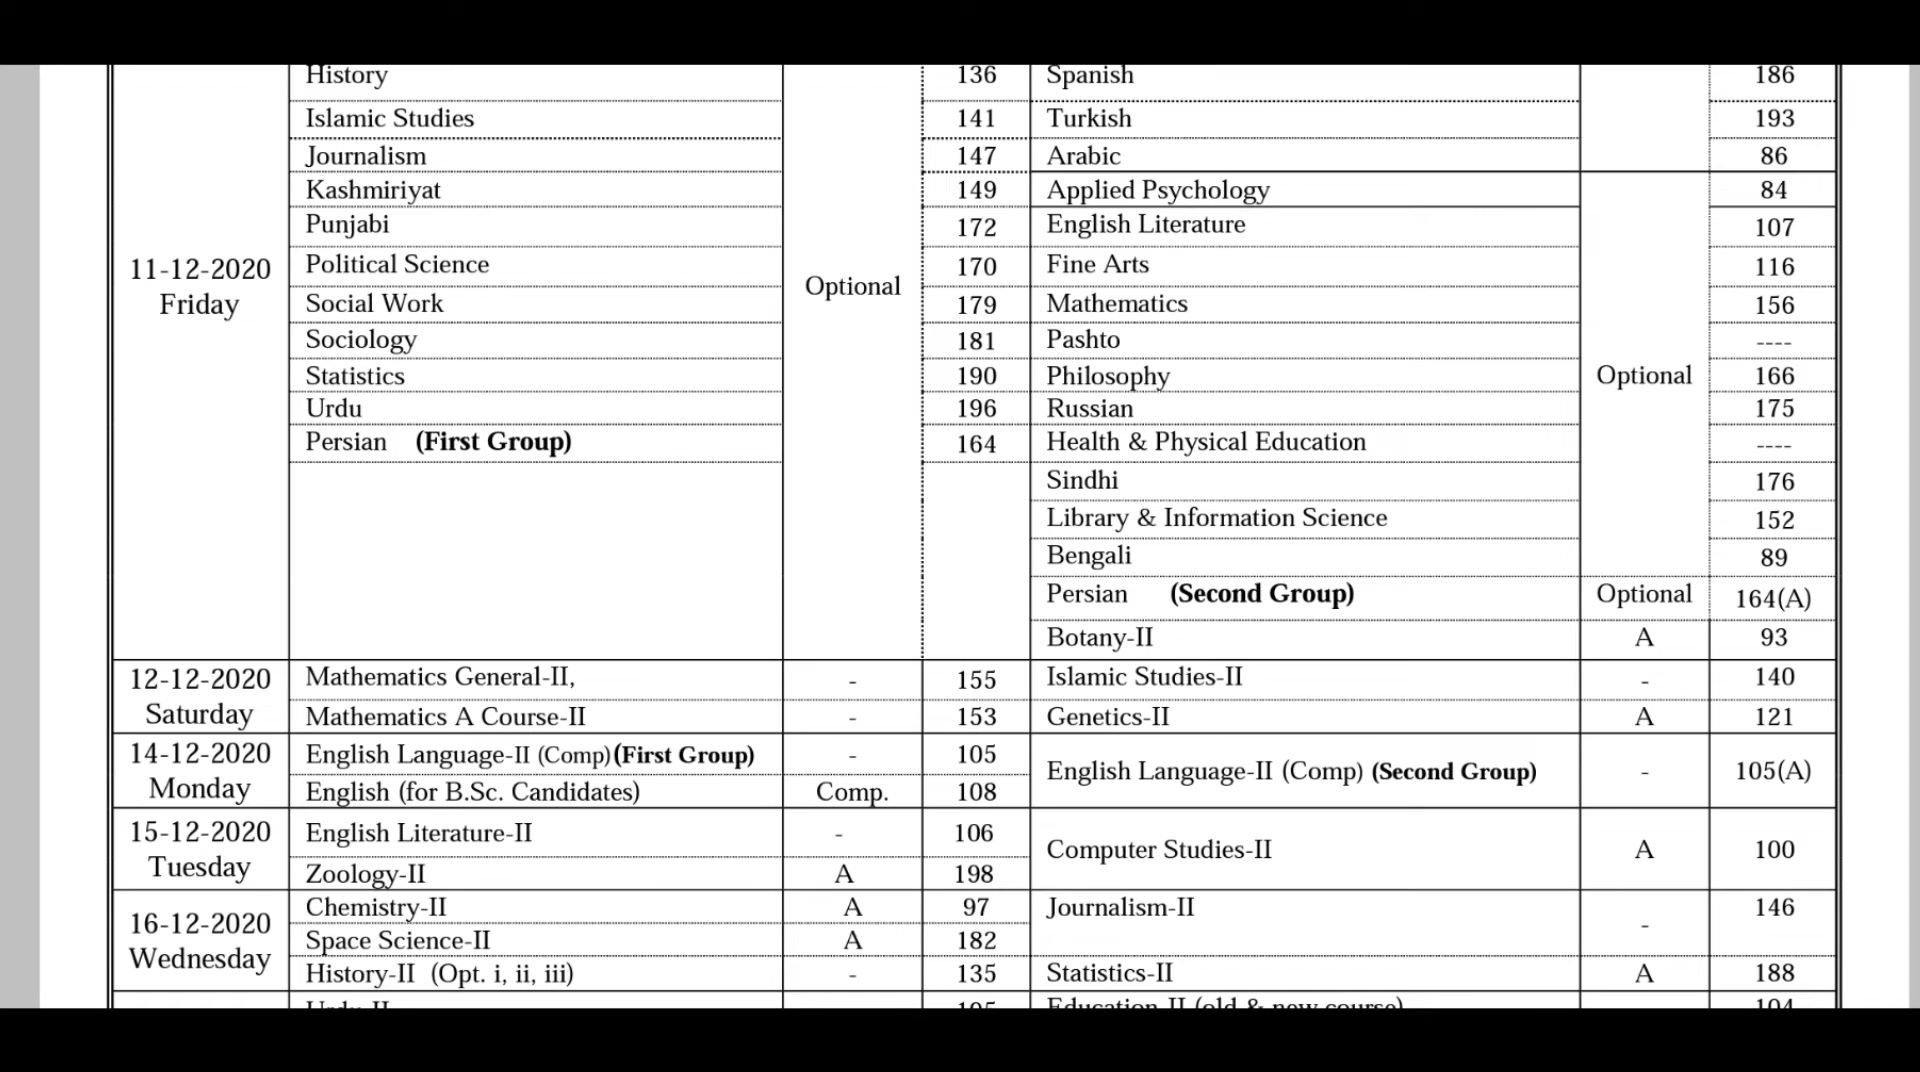 History 136 Spanish 186
Islamic Studies 141 Turkish 193
Journalism 147 Arabic 86
Kashmiriyat 149 Applied Psychology 84
Punjabi 172 English Literature 107
11-12-2020 Political Science 170 Fine Arts 116
Friday Social Work Optional 179 Mathematics 156
Sociology 181 Pashto ----
Statistics 190 Philosophy Optional 166
Urdu 196 Russian 175
Persian (First Group) 164 Health & Physical Education ----
Sindhi 176
Library & Information Science 152
Bengali 89
Persian (Second Group) Optional 164(A)
Botany-II A 93
12-12-2020 Mathematics General-II, - 155 Islamic Studies-II - 140
Saturday Mathematics A Course-II - 153 Genetics-II A 121
14-12-2020 English Language-II (Comp)(First Group) - 105 English Language-II (Comp) (Second Group) - 105(A)
Monday English (for B.Sc. Candidates) Comp. 108
15-12-2020 English Literature-II - 106 Computer Studies-II A 100
Tuesday Zoology-II A 198
Chemistry-II A 97 Journalism-II - 146
16-12-2020 Space Science-II A 182
Wednesday History-II (Opt. i, ii, iii) - 135 Statistics-II A 188
Urdu-II 195 Education-II (old & new course) 104